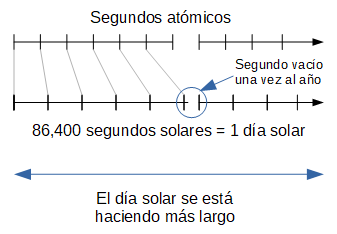 Segundos atómicos
Segundo vacío
una vez al año
86,400 segundos solares = 1 día solar
El día solar se está
haciendo más largo